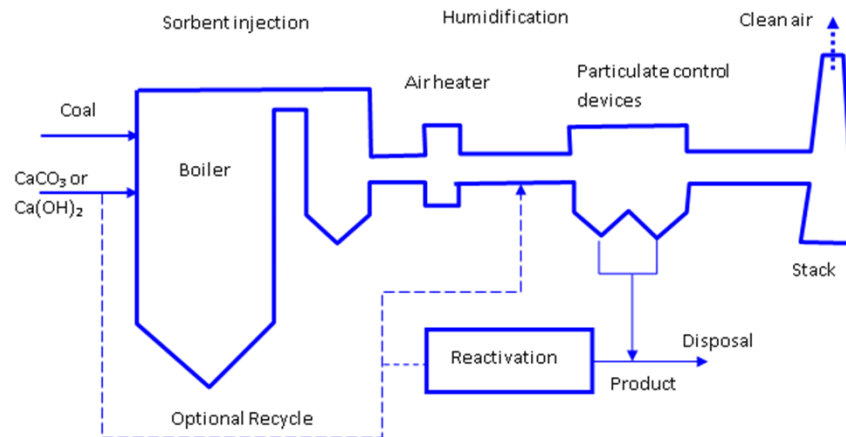 Sorbent injection
Humidification
Clean air
Air heater
Particulate control
devices
Coal
Boiler
CaCO₃ or
Ca(OH)₂
Stack
Reactivation
Disposal
Product
Optional Recycle